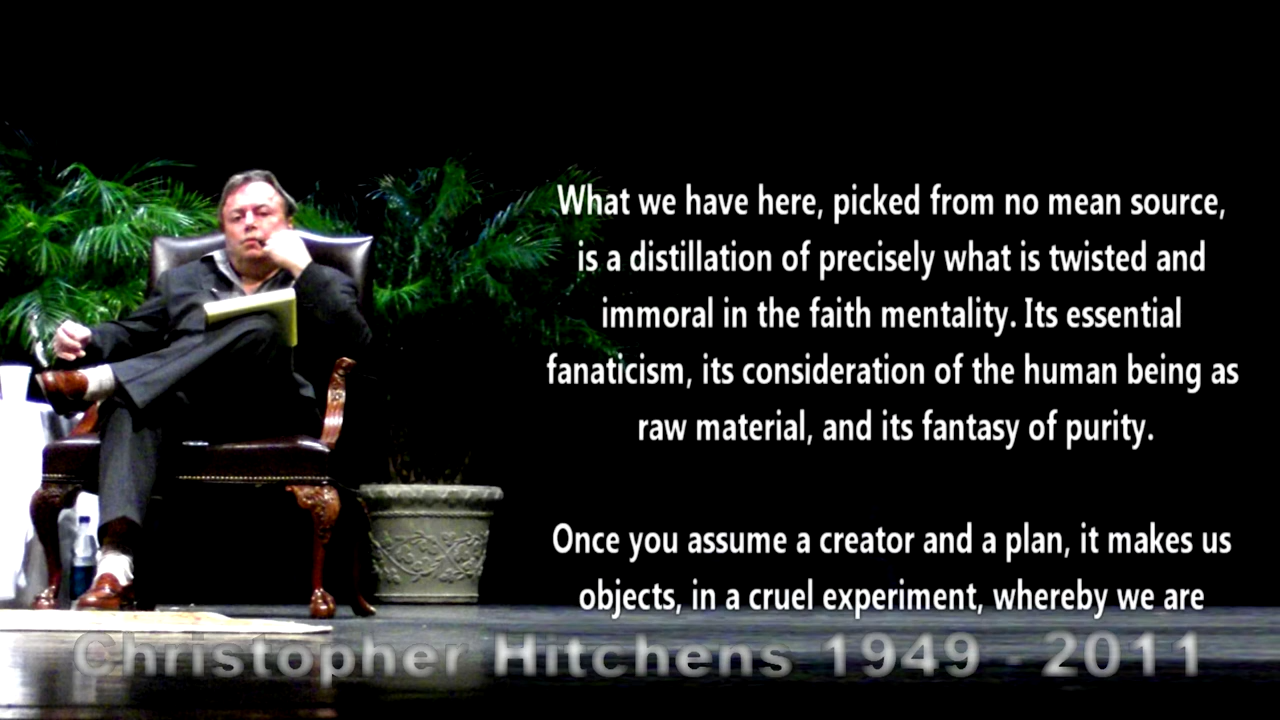 What we have here, picked from no mean source,
is a distillation of precisely what is twisted and
immoral in the faith mentality. Its essential
fanaticism, its consideration of the human being as
raw material, and its fantasy of purity.
Once you assume a creator and a plan, it makes us
objects, in a cruel experiment, whereby we are
Christopher Hitchens 1949 - 2011